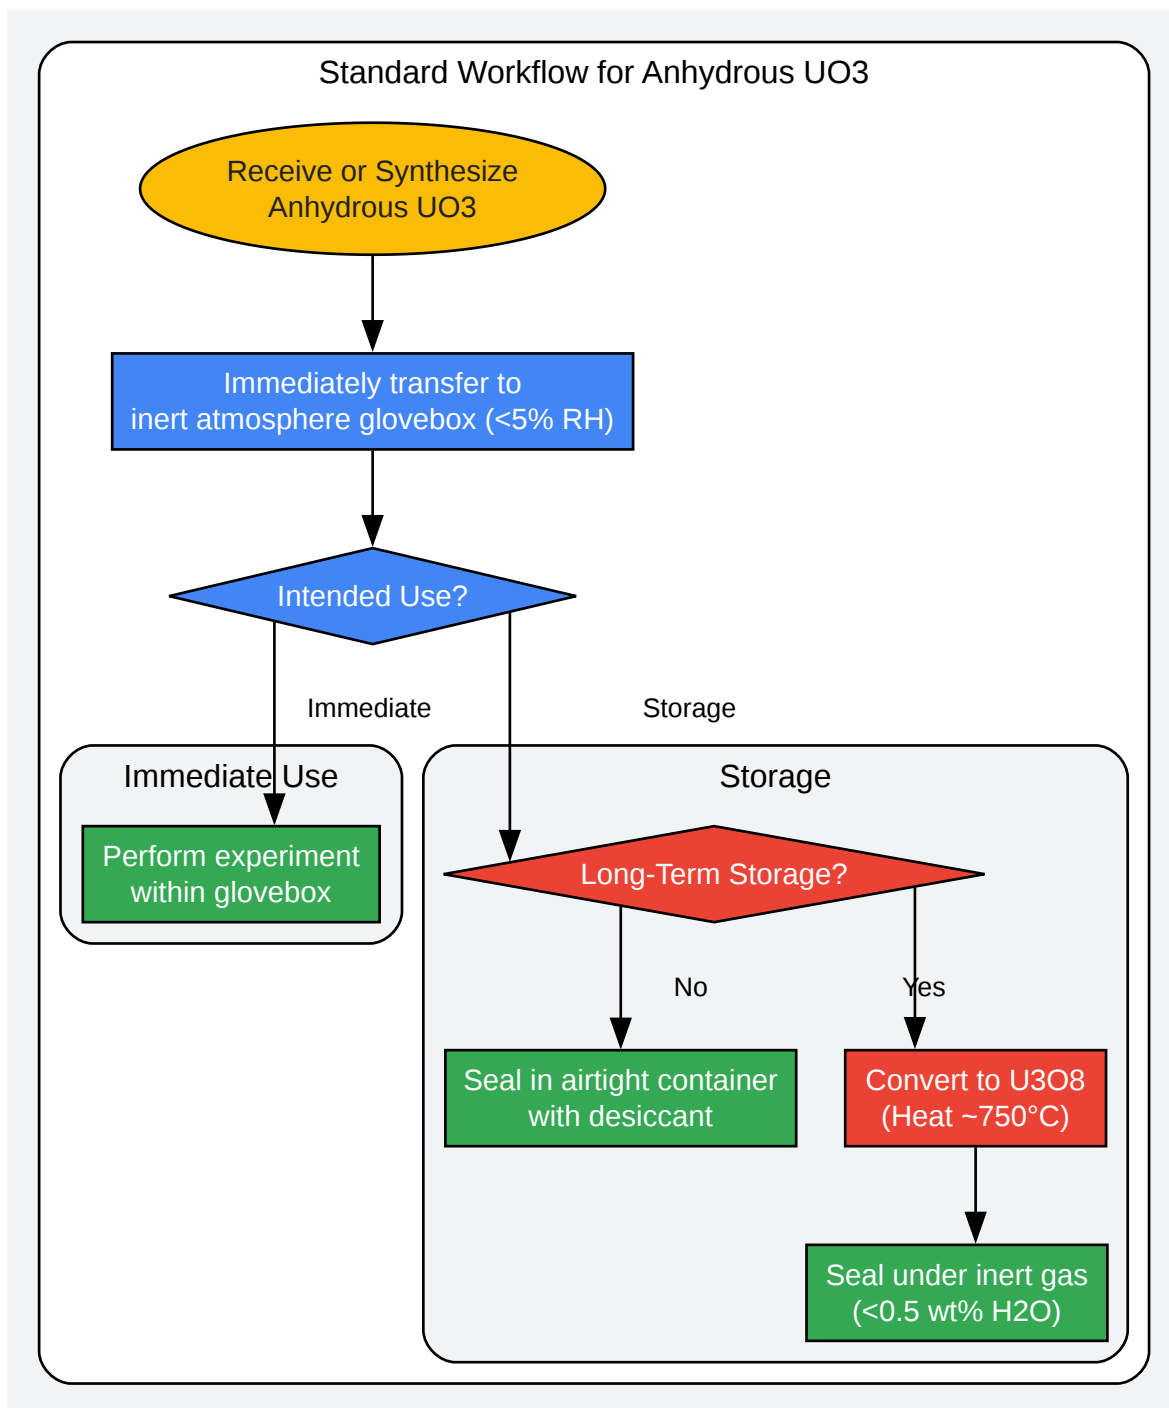 Standard Workflow for Anhydrous UO3
Receive or Synthesize
Anhydrous UO3
Immediately transfer to
inert atmosphere glovebox (<5% RH)
Intended Use?
Immediate
Storage
Immediate Use
Perform experiment
within glovebox
Storage
Long-Term Storage?
No
Yes
Seal in airtight container
with desiccant
Convert to U3O8
(Heat ~750°C)
Seal under inert gas
(<0.5 wt% H2O)